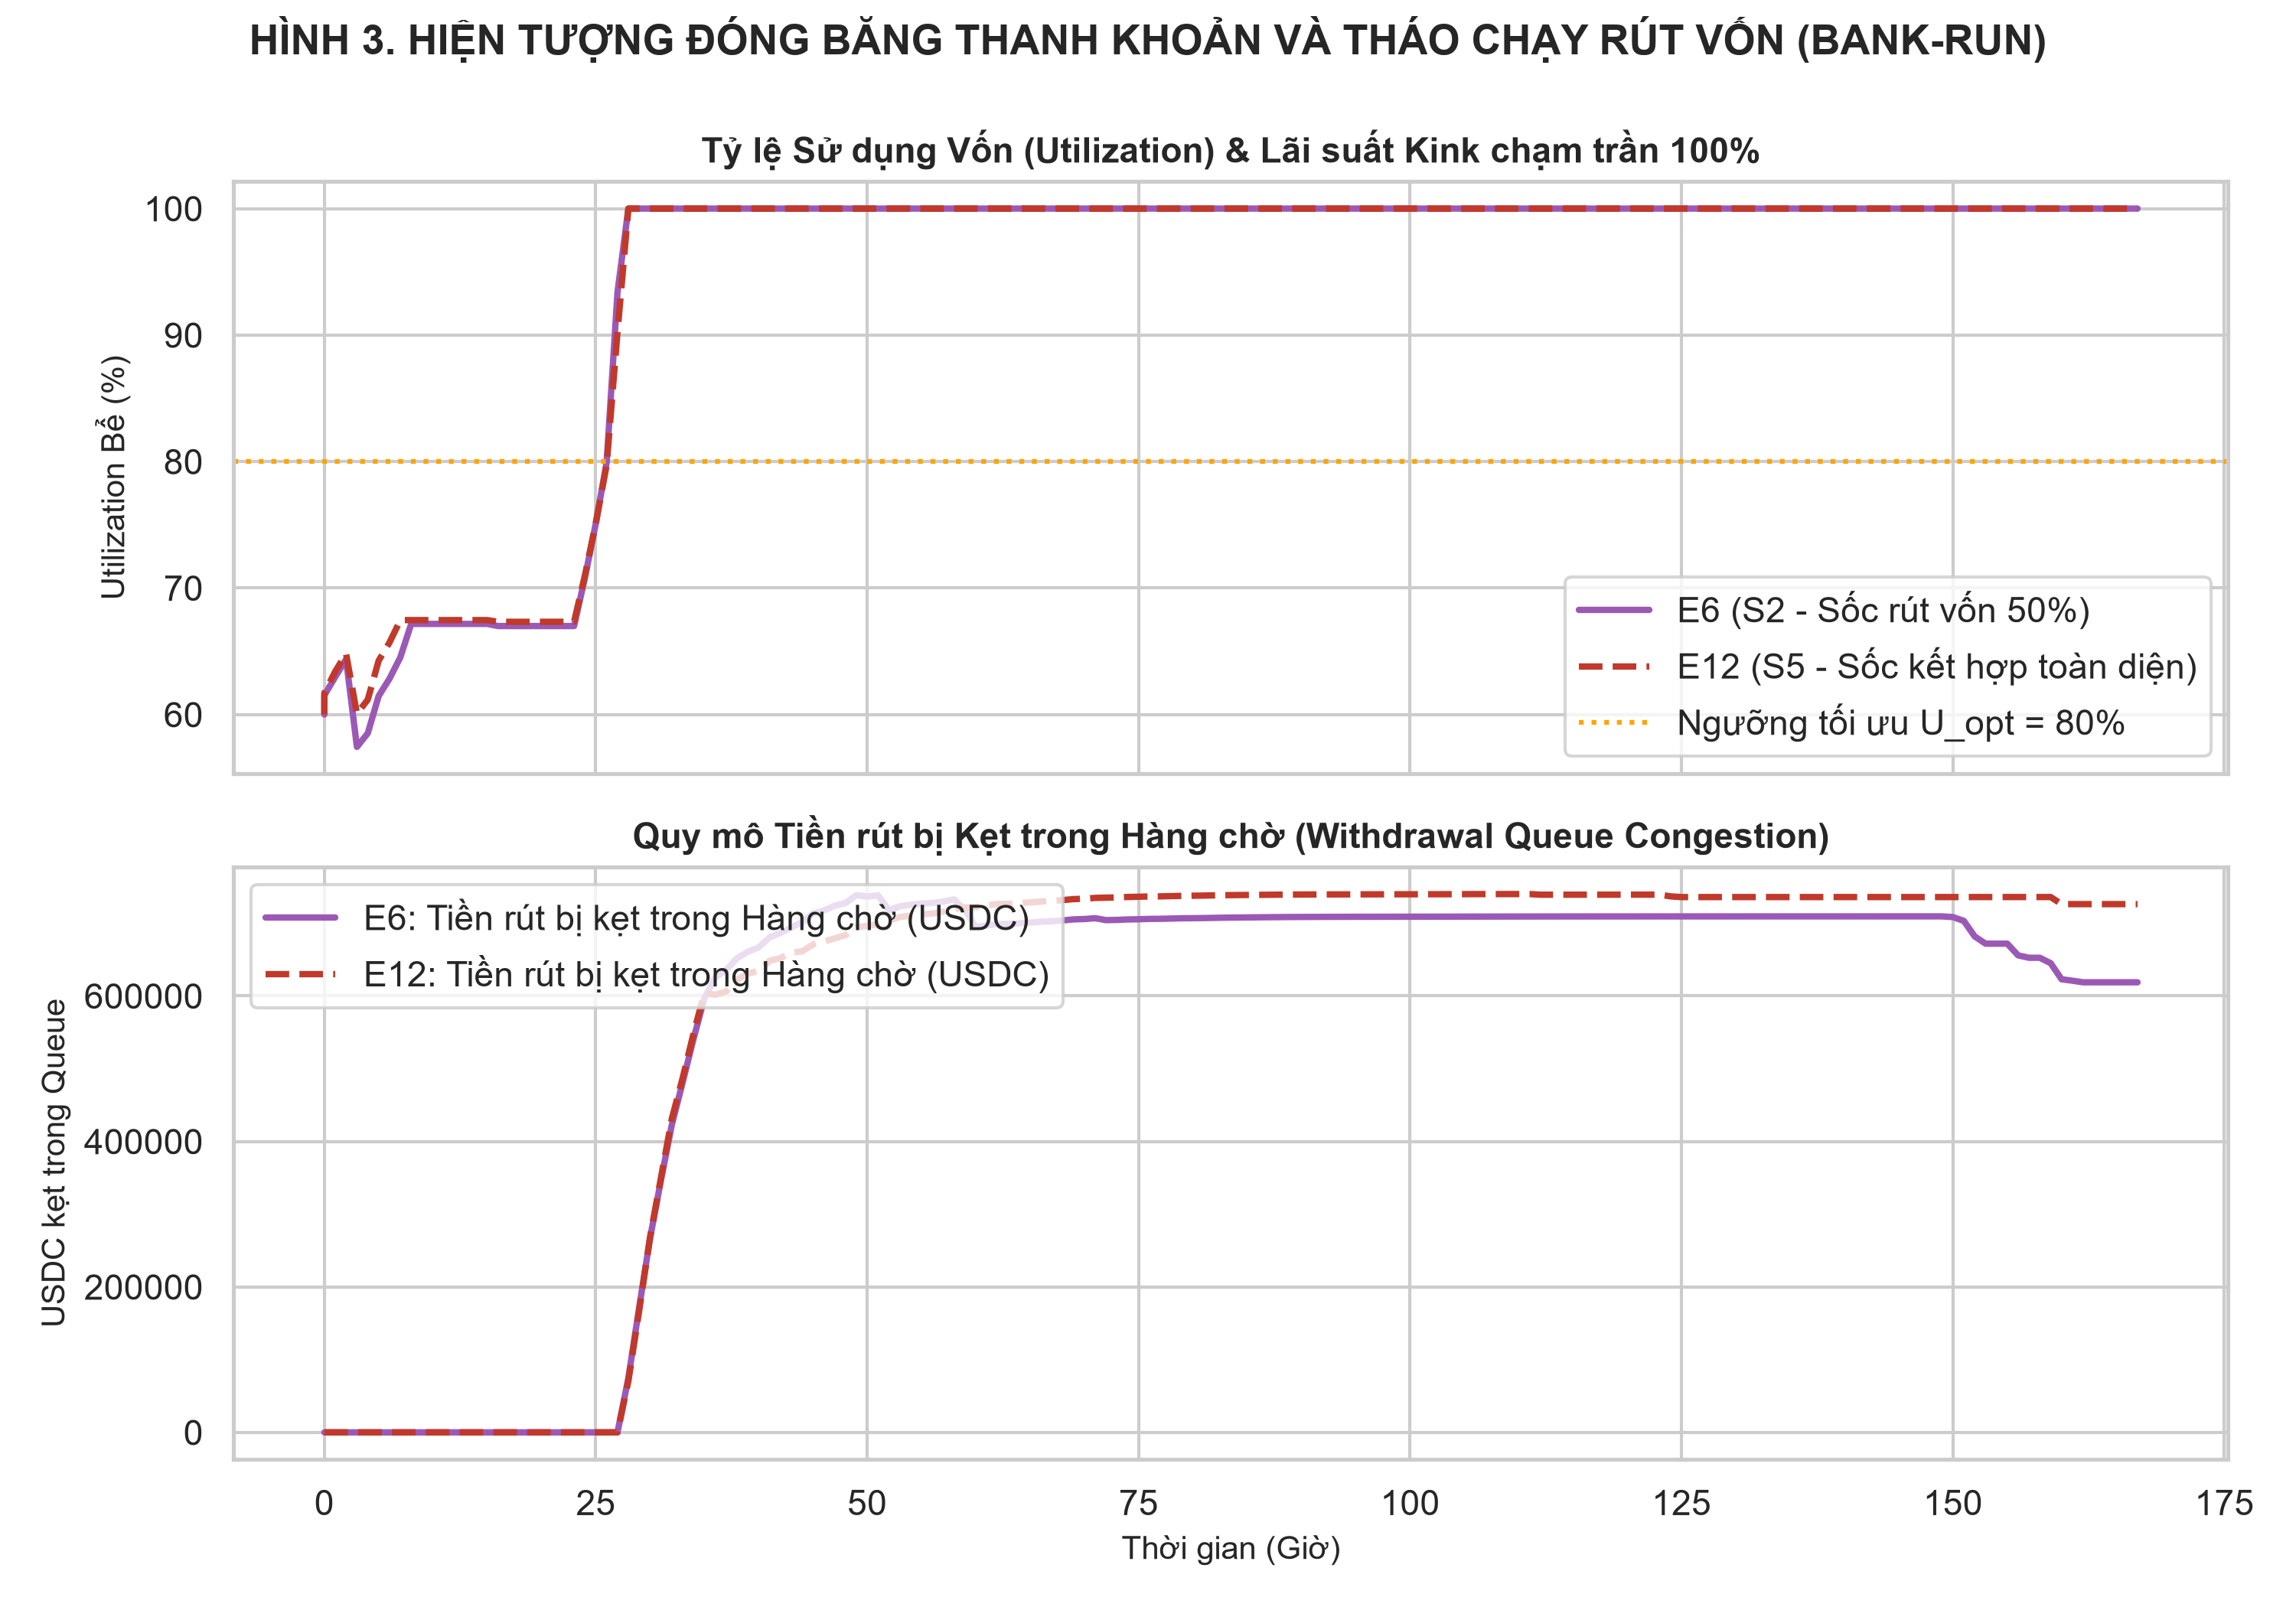 HÌNH 3. HIỆN TƯỢNG ĐÓNG BĂNG THANH KHOẢN VÀ THÁO CHẠY RÚT VỐN (BANK-RUN)
Tỷ lệ Sử dụng Vốn (Utilization) & Lãi suất Kink chạm trần 100%
Utilization Bể (%)
100
90
80
70
60
E6 (S2 - Sốc rút vốn 50%)
E12 (S5 - Sốc kết hợp toàn diện)
Ngưỡng tối ưu U_opt = 80%
Quy mô Tiền rút bị Kẹt trong Hàng chờ (Withdrawal Queue Congestion)
USDC kẹt trong Queue
E6: Tiền rút bị kẹt trong Hàng chờ (USDC)
E12: Tiền rút bị kẹt trong Hàng chờ (USDC)
600000
400000
200000
0
0 25 50 75 100 125 150 175
Thời gian (Giờ)